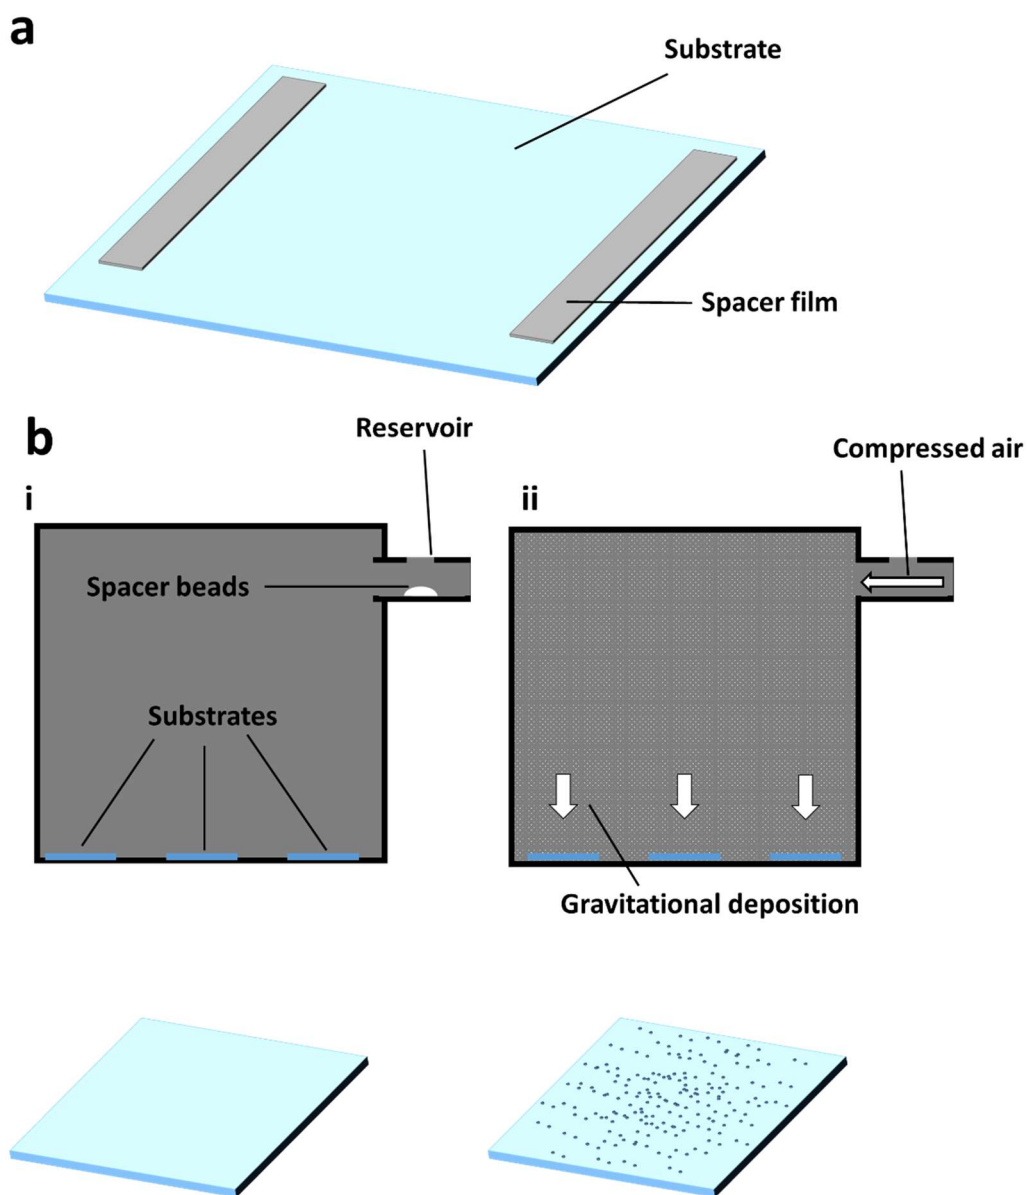 a
Substrate
Spacer film
b
Reservoir
Compressed air
i
ii
Spacer beads
Substrates
Gravitational deposition